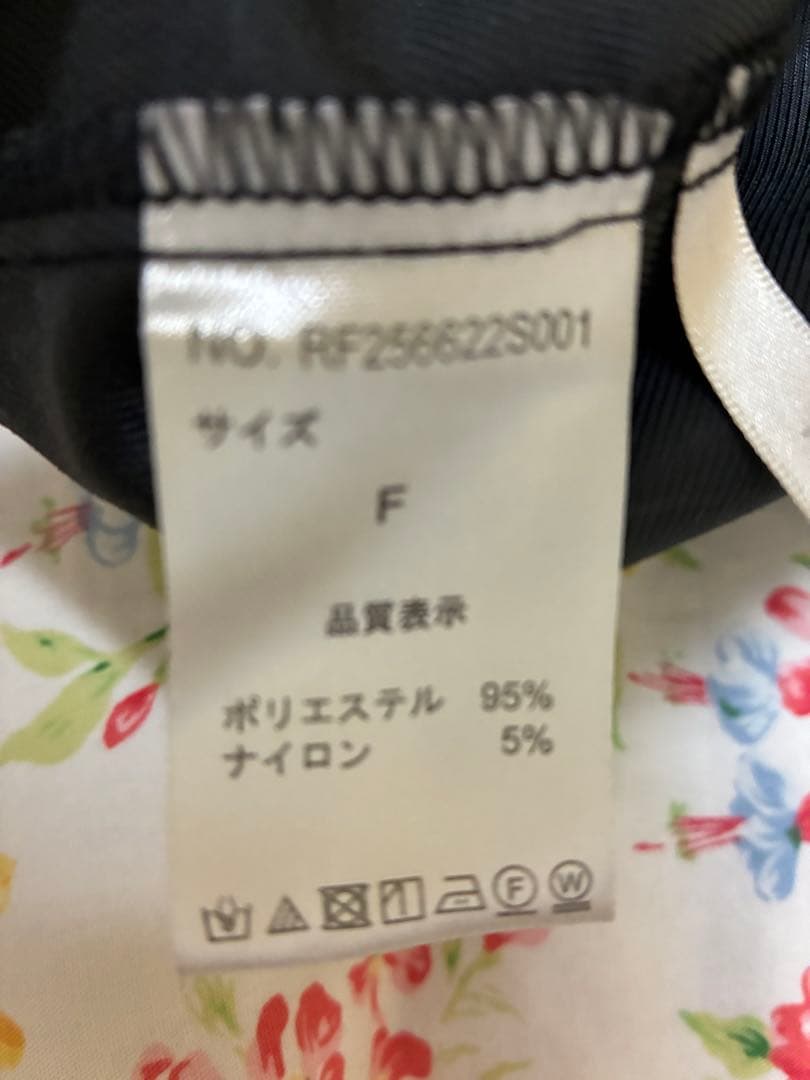 NO. RF256622S001
サイズ
F
品質表示
ポリエステル 95%
ナイロン 5%
F W